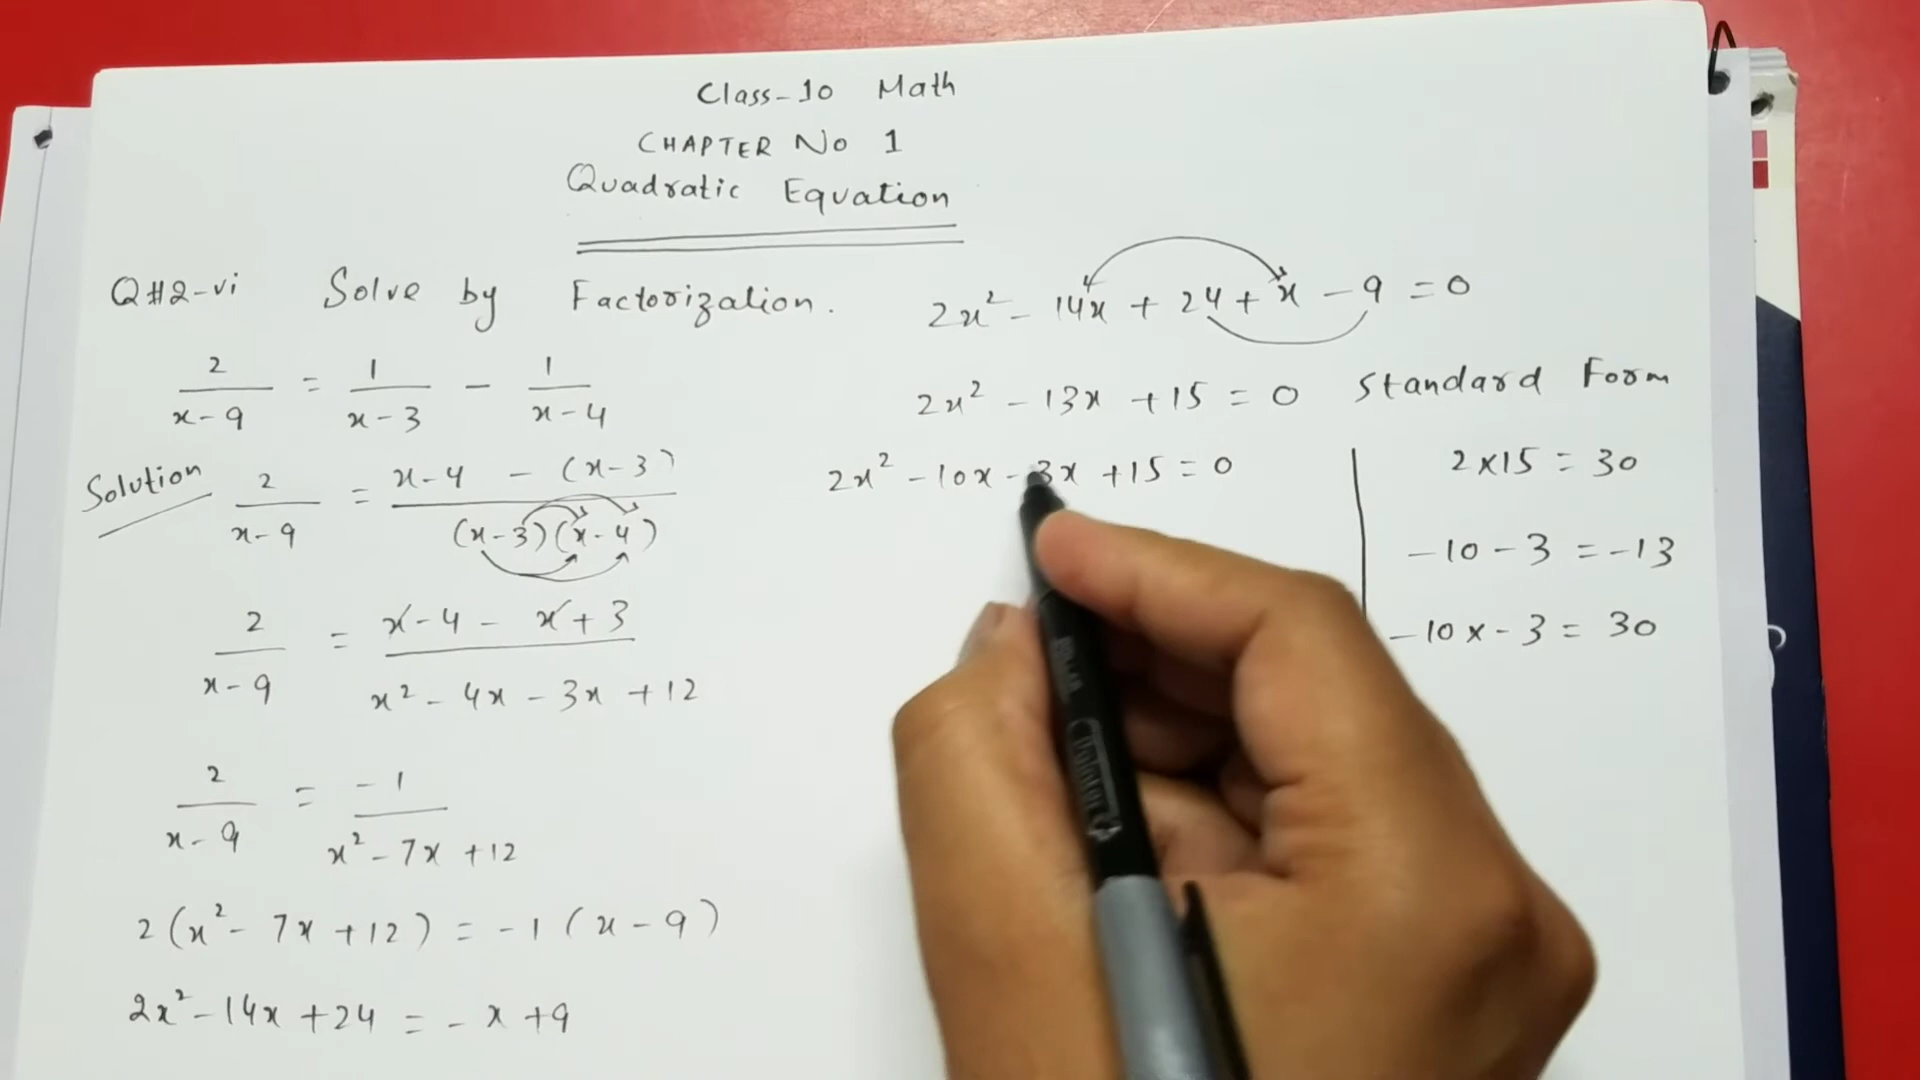 Class-10 Math
CHAPTER No 1
Quadratic Equation
Q#2-vi Solve by Factorization.
2/(x-9) = 1/(x-3) - 1/(x-4)
Solution
2/(x-9) = (x-4 - (x-3))/((x-3)(x-4))
2/(x-9) = (x-4 - x+3)/(x² - 4x - 3x + 12)
2/(x-9) = -1/(x² - 7x + 12)
2(x² - 7x + 12) = -1(x - 9)
2x² - 14x + 24 = - x + 9
2x² - 14x + 24 + x - 9 = 0
2x² - 13x + 15 = 0 Standard Form
2x² - 10x - 3x + 15 = 0
2x15 = 30
-10 - 3 = -13
-10 x -3 = 30